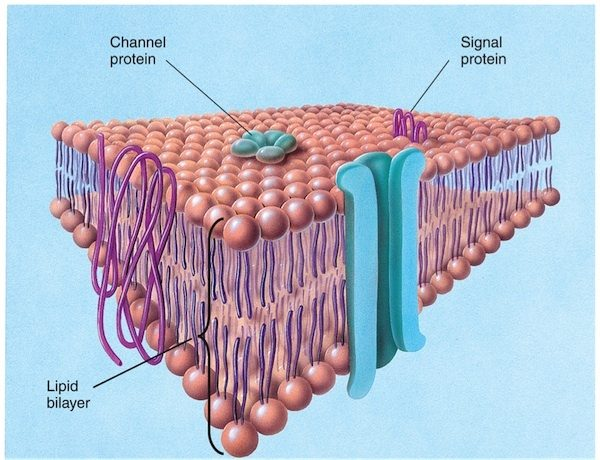 Channel
protein
Signal
protein
Lipid
bilayer